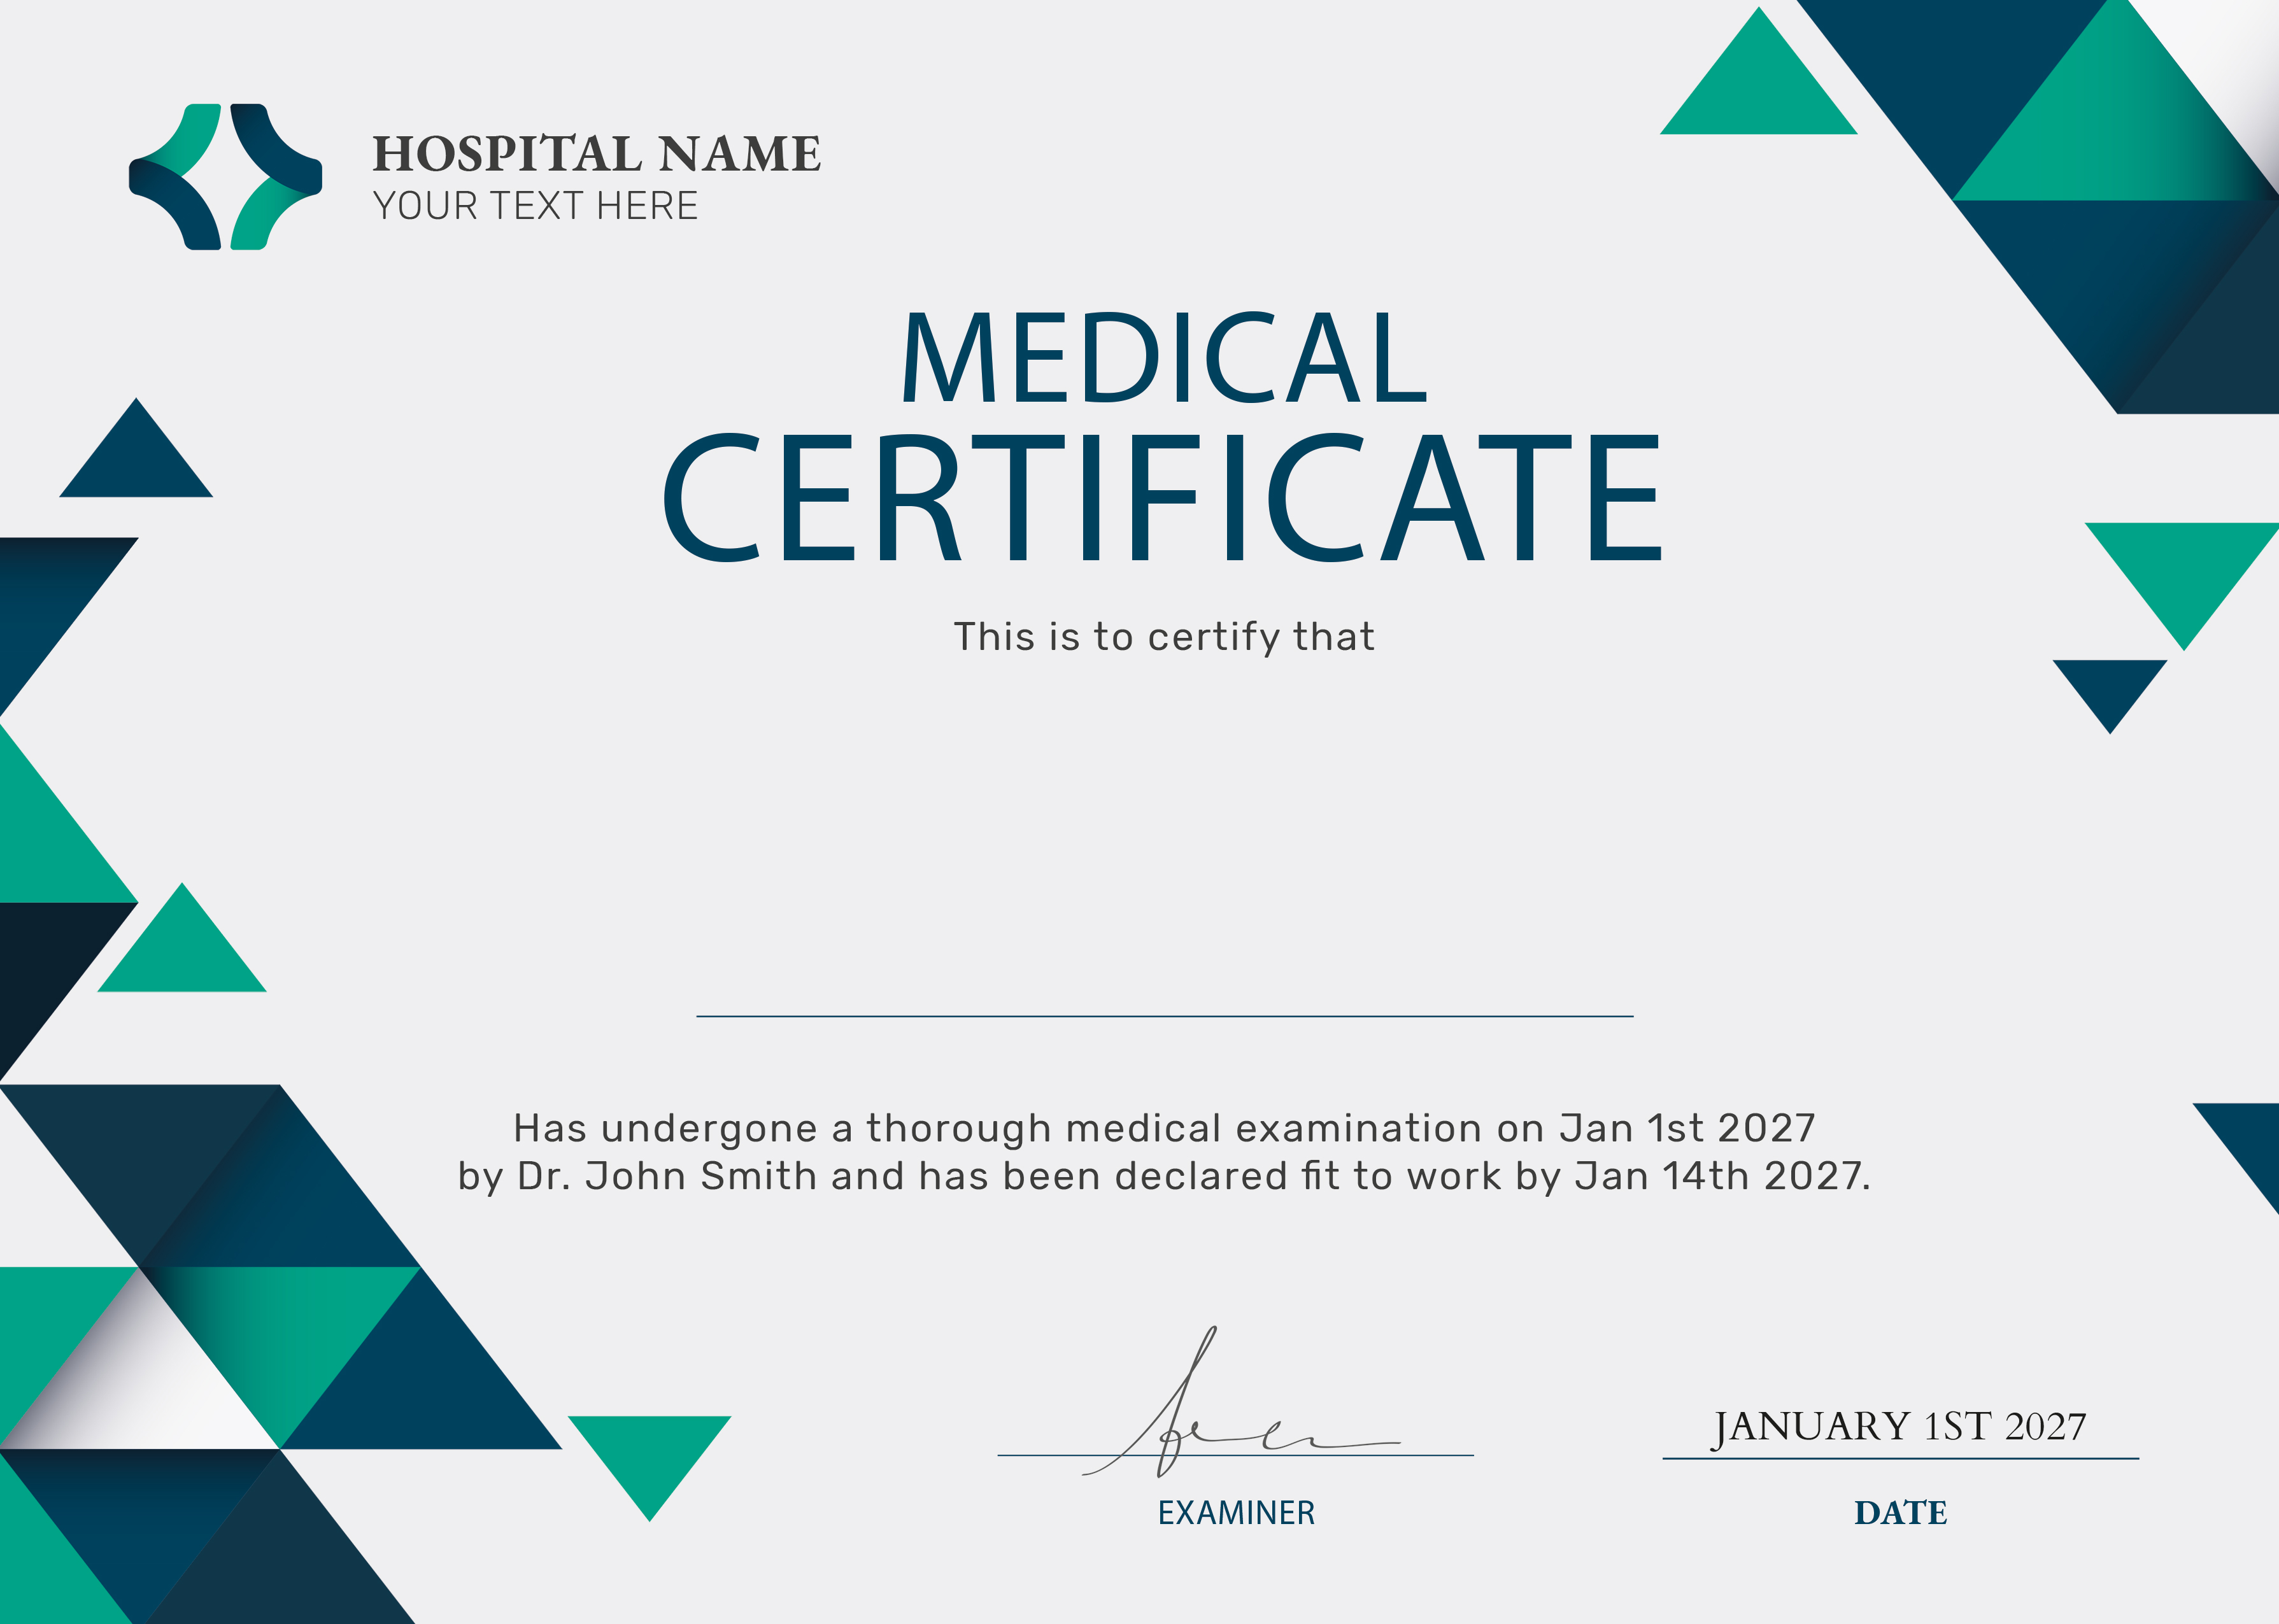 HOSPITAL NAME
YOUR TEXT HERE
MEDICAL
CERTIFICATE
This is to certify that
Has undergone a thorough medical examination on Jan 1st 2027
by Dr. John Smith and has been declared fit to work by Jan 14th 2027.
JANUARY 1ST 2027
EXAMINER
DATE